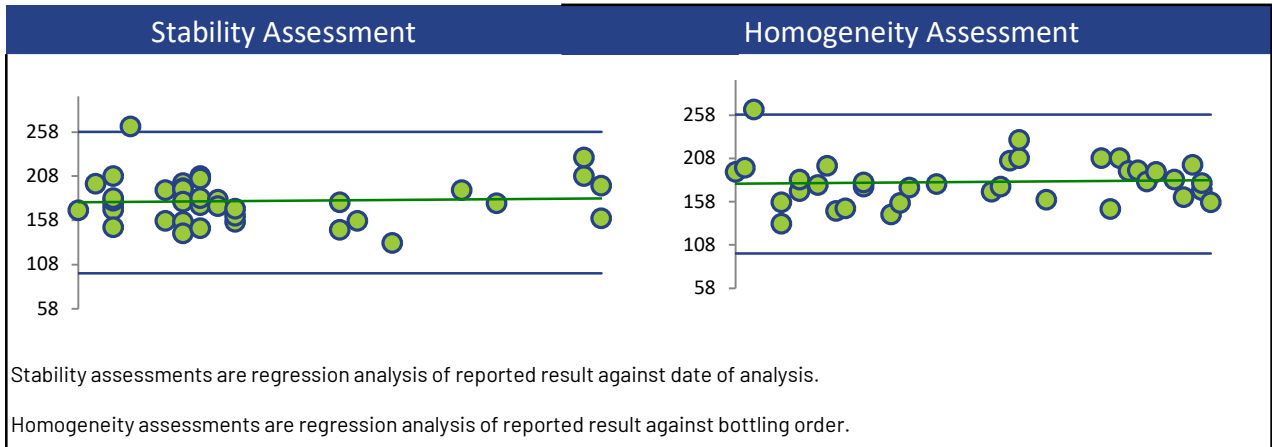 Stability Assessment
Homogeneity Assessment
258
208
158
108
58
258
208
158
108
58
Stability assessments are regression analysis of reported result against date of analysis.
Homogeneity assessments are regression analysis of reported result against bottling order.